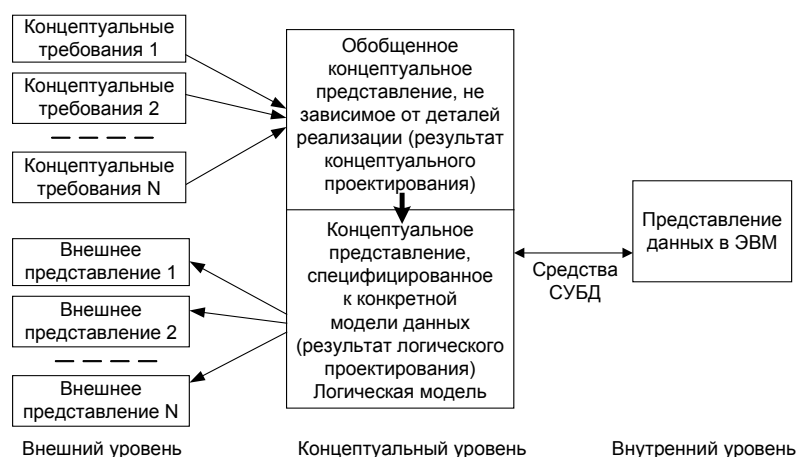 Концептуальные
требования 1
Концептуальные
требования 2
Концептуальные
требования N
Внешнее
представление 1
Внешнее
представление 2
Внешнее
представление N
Внешний уровень
Обобщенное
концептуальное
представление, не
зависимое от деталей
реализации (результат
концептуального
проектирования)
Концептуальное
представление,
специфицированное
к конкретной
модели данных
(результат логического
проектирования)
Логическая модель
Концептуальный уровень
Средства
СУБД
Представление
данных в ЭВМ
Внутренний уровень